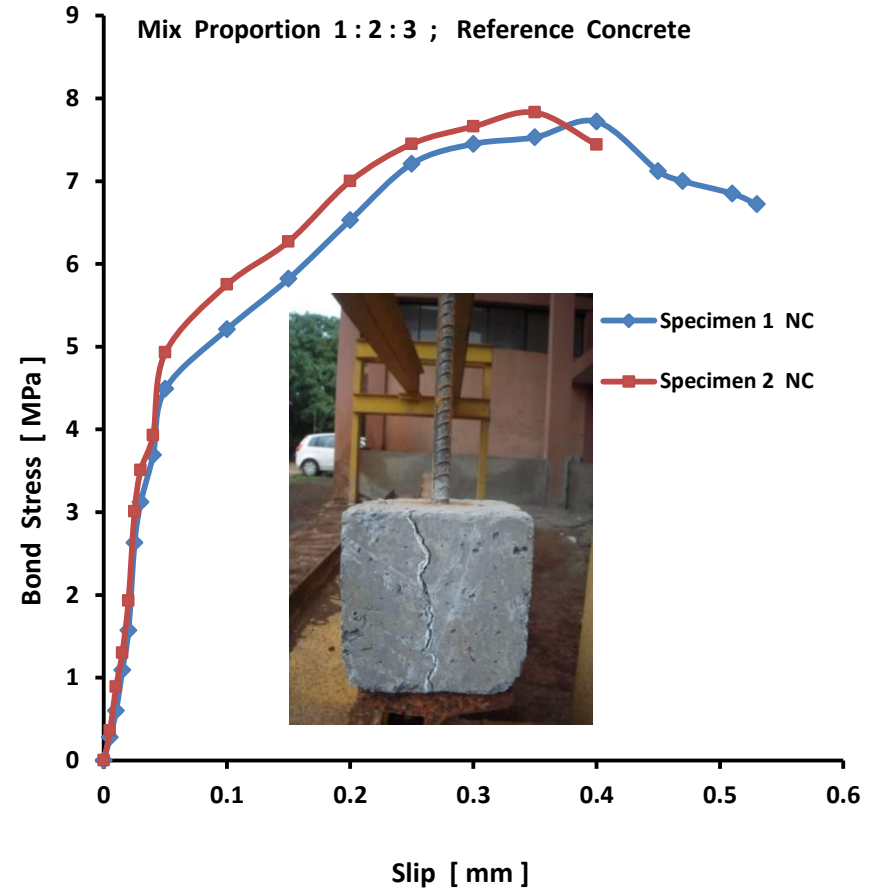 Mix Proportion 1 : 2 : 3 ; Reference Concrete
9
8
7
6
5
4
3
2
1
0
Bond Stress [ MPa ]
Specimen 1 NC
Specimen 2 NC
0 0.1 0.2 0.3 0.4 0.5 0.6
Slip [ mm ]